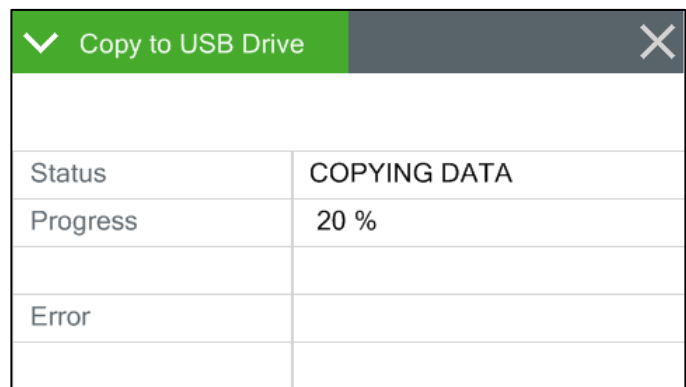 Copy to USB Drive
Status COPYING DATA
Progress 20 %
Error